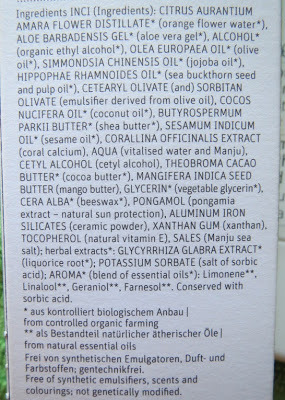 Ingredients INCI (Ingredients): CITRUS AURANTIUM
AMARA FLOWER DISTILLATE* (orange flower water*),
ALOE BARBADENSIS GEL* (aloe vera gel*), ALCOHOL*
(organic ethyl alcohol*), OLEA EUROPAEA OIL* (olive
oil*), SIMMONDSIA CHINENSIS OIL* (jojoba oil*),
HIPPOPHAE RHAMNOIDES OIL* (sea buckthorn seed
and pulp oil*), CETEARYL OLIVATE (and) SORBITAN
OLIVATE (emulsifier derived from olive oil), COCOS
NUCIFERA OIL* (coconut oil*), BUTYROSPERMUM
PARKII BUTTER* (shea butter*), SESAMUM INDICUM
OIL* (sesame oil*), CORALLINA OFFICINALIS EXTRACT
(coral calcium), AQUA (vitalised water and Manju),
CETYL ALCOHOL (cetyl alcohol), THEOBROMA CACAO
BUTTER* (cocoa butter*), MANGIFERA INDICA SEED
BUTTER (mango butter), GLYCERIN* (vegetable glycerin*),
CERA ALBA* (beeswax*), PONGAMOL (pongamia
extract – natural sun protection), ALUMINUM IRON
SILICATES (ceramic powder), XANTHAN GUM (xanthan),
TOCOPHEROL (natural vitamin E), SALES (Manju sea
salt); herbal extracts*: GLYCYRRHIZA GLABRA EXTRACT*
(liquorice root*); POTASSIUM SORBATE (salt of sorbic
acid); AROMA* (blend of essential oils*): Limonene**,
Linalool**, Geraniol**, Farnesol**. Conserved with
sorbic acid.
* aus kontrolliert biologischem Anbau |
from controlled organic farming
** als Bestandteil natürlicher ätherischer Öle |
from natural essential oils
Frei von synthetischen Emulgatoren, Duft- und
Farbstoffen; gentechnikfrei.
Free of synthetic emulsifiers, scents and
colourings; not genetically modified.